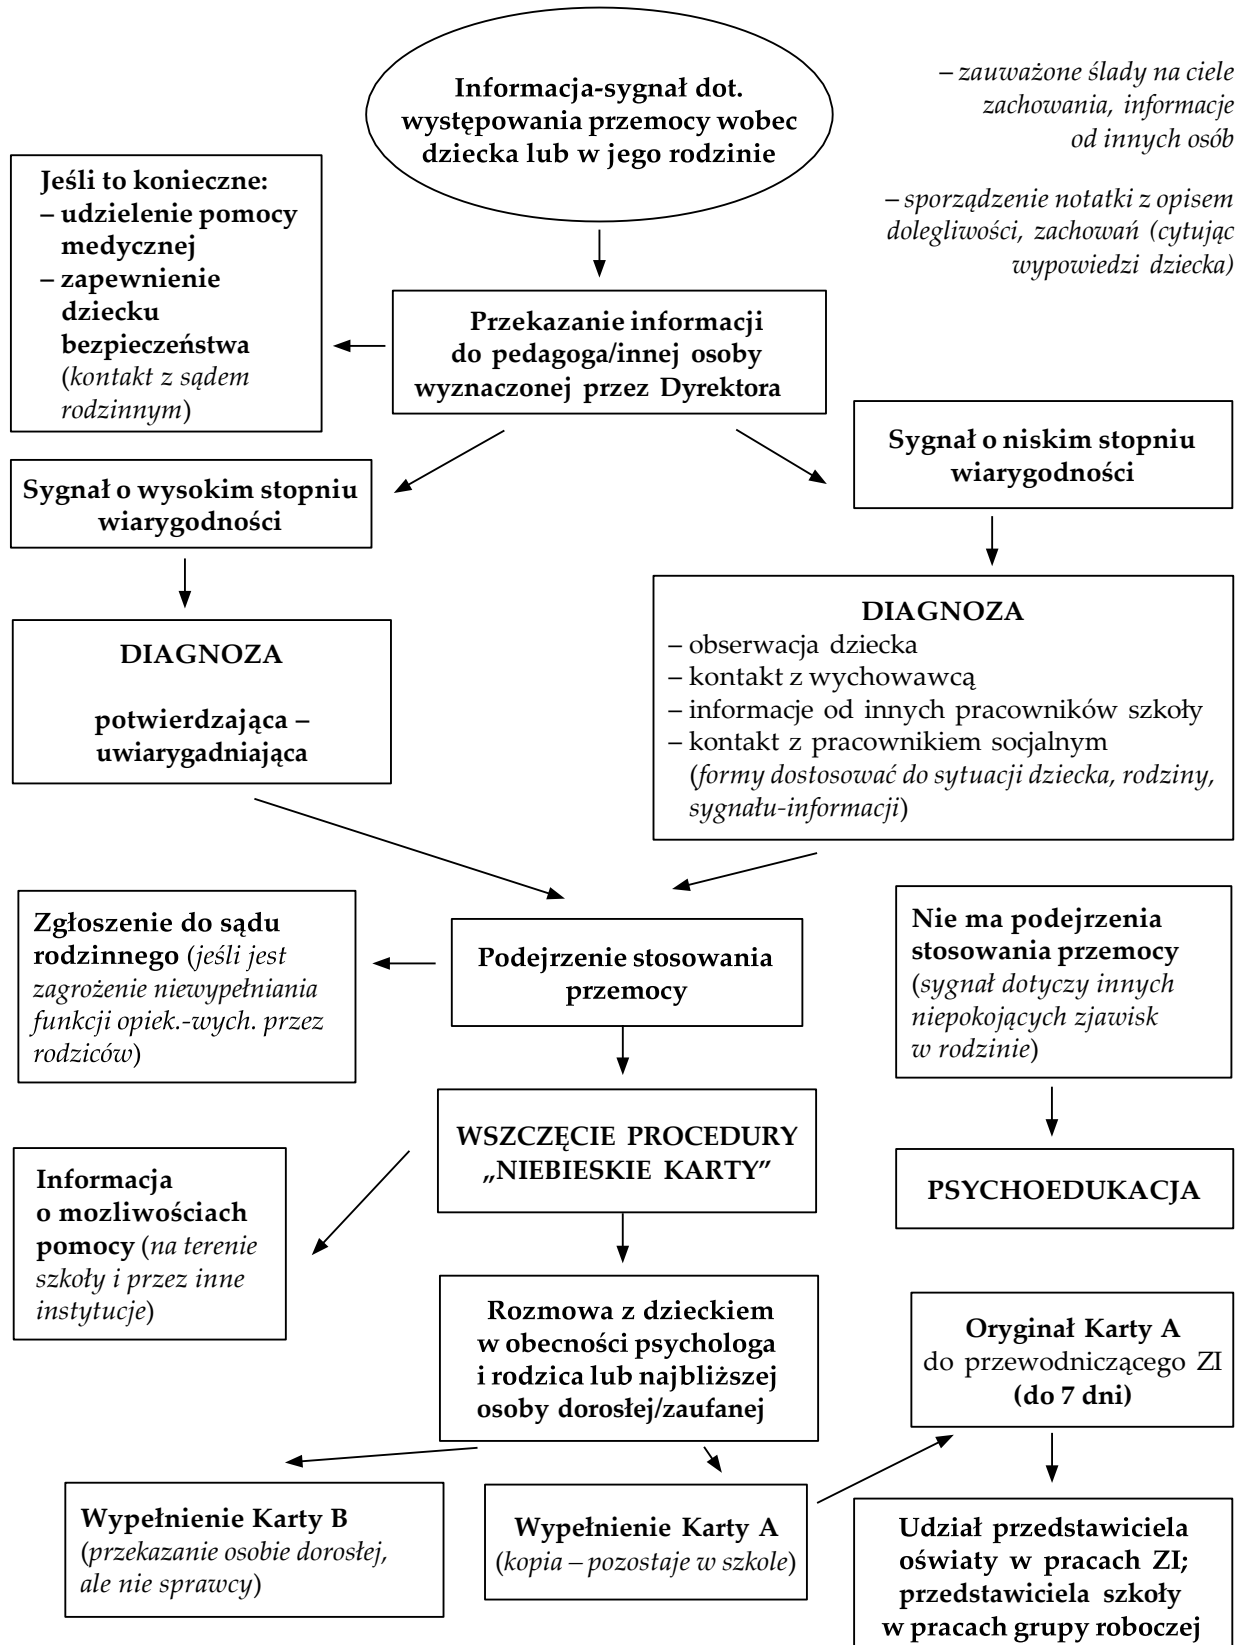 Informacja-sygnał dot.
występowania przemocy wobec
dziecka lub w jego rodzinie
– zauważone ślady na ciele
zachowania, informacje
od innych osób
– sporządzenie notatki z opisem
dolegliwości, zachowań (cytując
wypowiedzi dziecka)
Jeśli to konieczne:
– udzielenie pomocy
medycznej
– zapewnienie
dziecku
bezpieczeństwa
(kontakt z sądem
rodzinnym)
Przekazanie informacji
do pedagoga/innej osoby
wyznaczonej przez Dyrektora
Sygnał o wysokim stopniu
wiarygodności
Sygnał o niskim stopniu
wiarygodności
DIAGNOZA
potwierdzająca –
uwiarygadniająca
DIAGNOZA
– obserwacja dziecka
– kontakt z wychowawcą
– informacje od innych pracowników szkoły
– kontakt z pracownikiem socjalnym
(formy dostosować do sytuacji dziecka, rodziny,
sygnału-informacji)
Zgłoszenie do sądu
rodzinnego (jeśli jest
zagrożenie niewypełniania
funkcji opiek.-wych. przez
rodziców)
Podejrzenie stosowania
przemocy
Nie ma podejrzenia
stosowania przemocy
(sygnał dotyczy innych
niepokojących zjawisk
w rodzinie)
WSZCZĘCIE PROCEDURY
„NIEBIESKIE KARTY”
PSYCHOEDUKACJA
Informacja
o mozliwościach
pomocy (na terenie
szkoły i przez inne
instytucje)
Rozmowa z dzieckiem
w obecności psychologa
i rodzica lub najbliższej
osoby dorosłej/zaufanej
Oryginał Karty A
do przewodniczącego ZI
(do 7 dni)
Wypełnienie Karty B
(przekazanie osobie dorosłej,
ale nie sprawcy)
Wypełnienie Karty A
(kopia – pozostaje w szkole)
Udział przedstawiciela
oświaty w pracach ZI;
przedstawiciela szkoły
w pracach grupy roboczej